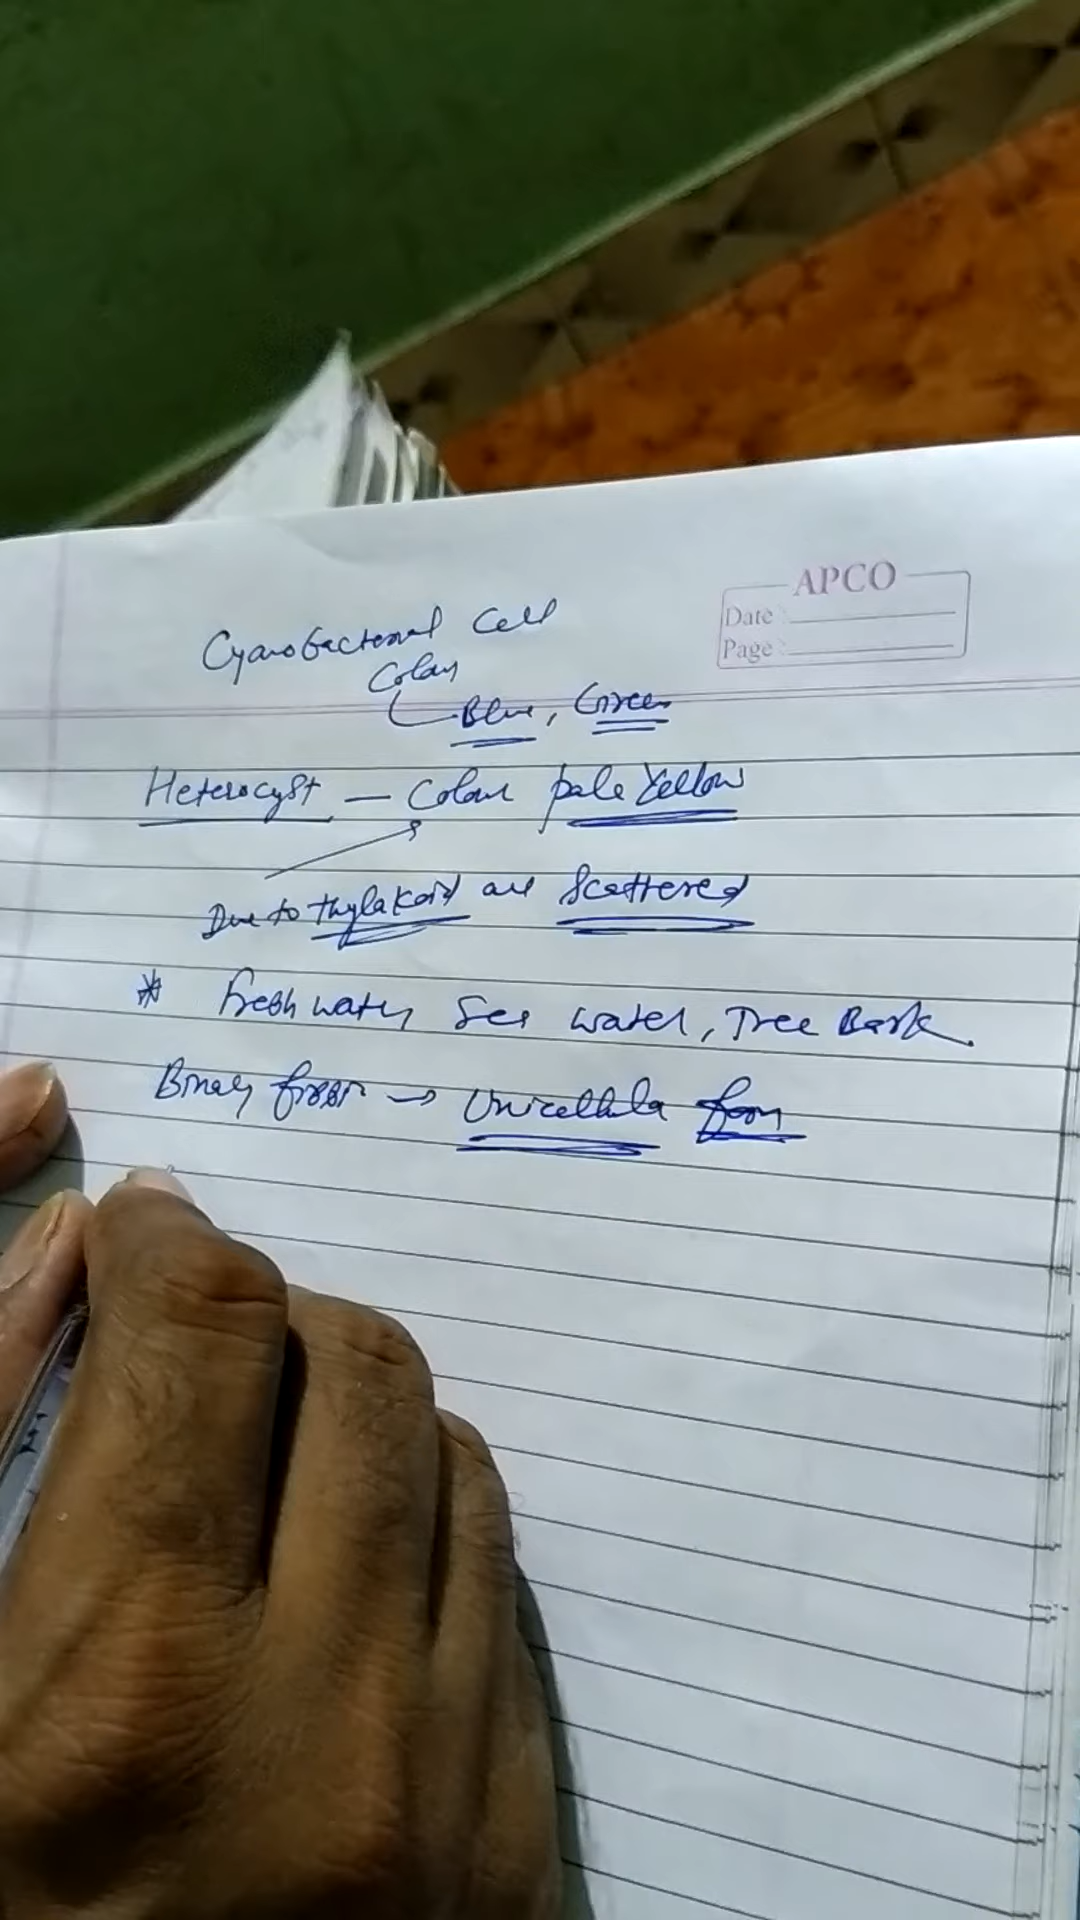 APCO
Date :
Page :
Cyanobacterial Cell
Colour
Blue, Green
Heterocyst — Colour pale Yellow
Due to thylakoid are Scattered
* Fresh water, Sea water, Tree Bark
Binary fission → Unicellular form